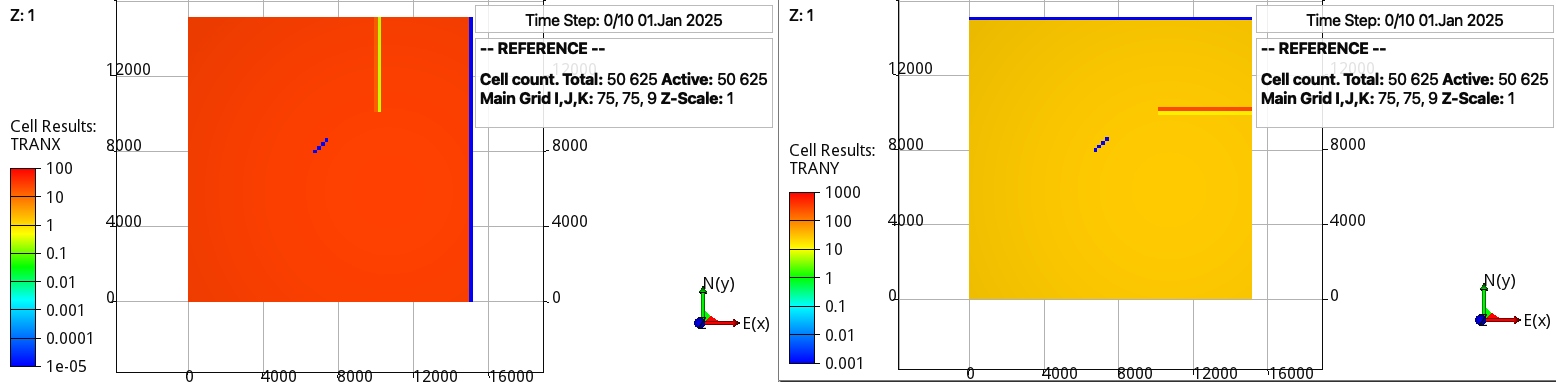 Z: 1
Time Step: 0/10 01.Jan 2025
-- REFERENCE --
Cell count. Total: 50 625 Active: 50 625
Main Grid I,J,K: 75, 75, 9 Z-Scale: 1
12000
12000
8000
8000
4000
4000
0
0
0
4000
8000
12000
16000
Cell Results:
TRANX
100
10
1
0.1
0.01
0.001
0.0001
1e-05
N(y)
E(x)
Z: 1
Time Step: 0/10 01.Jan 2025
-- REFERENCE --
Cell count. Total: 50 625 Active: 50 625
Main Grid I,J,K: 75, 75, 9 Z-Scale: 1
12000
12000
8000
8000
4000
4000
0
0
0
4000
8000
12000
16000
Cell Results:
TRANY
1000
100
10
1
0.1
0.01
0.001
N(y)
E(x)